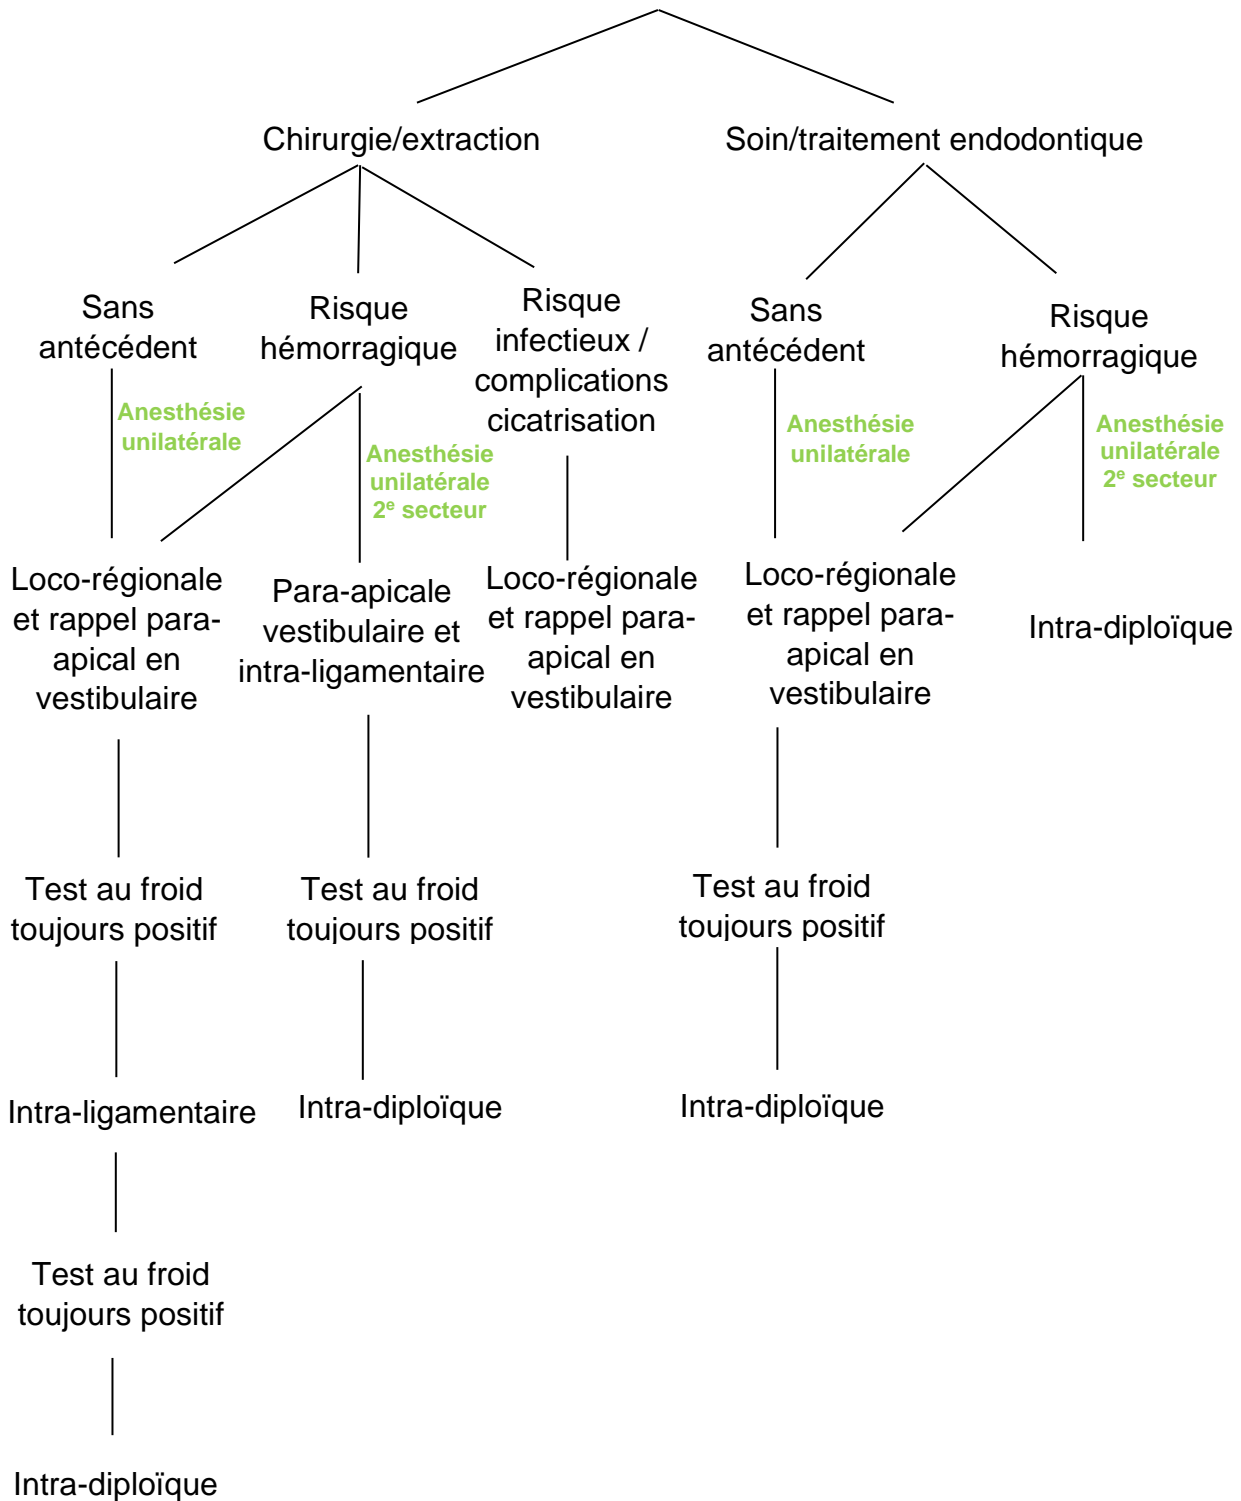 Chirurgie/extraction
Soin/traitement endodontique
Sans
antécédent
Risque
hémorragique
Risque
infectieux /
complications
cicatrisation
Sans
antécédent
Risque
hémorragique
Anesthésie
unilatérale
Anesthésie
unilatérale
2e secteur
Anesthésie
unilatérale
Anesthésie
unilatérale
2e secteur
Loco-régionale
et rappel para-
apical en
vestibulaire
Para-apicale
vestibulaire et
intra-ligamentaire
Loco-régionale
et rappel para-
apical en
vestibulaire
Loco-régionale
et rappel para-
apical en
vestibulaire
Intra-diploïque
Test au froid
toujours positif
Test au froid
toujours positif
Test au froid
toujours positif
Intra-ligamentaire
Intra-diploïque
Intra-diploïque
Test au froid
toujours positif
Intra-diploïque